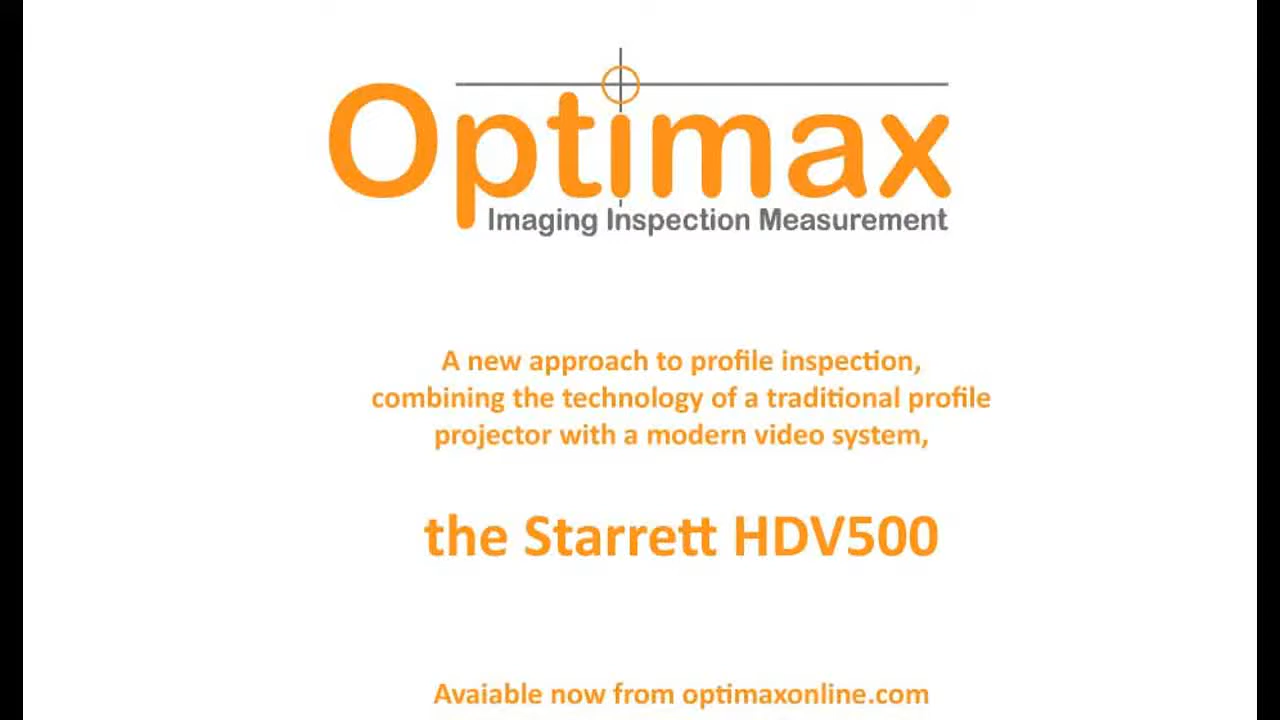 Optimax
Imaging Inspection Measurement
A new approach to profile inspection,
combining the technology of a traditional profile
projector with a modern video system,
the Starrett HDV500
Avaiable now from optimaxonline.com